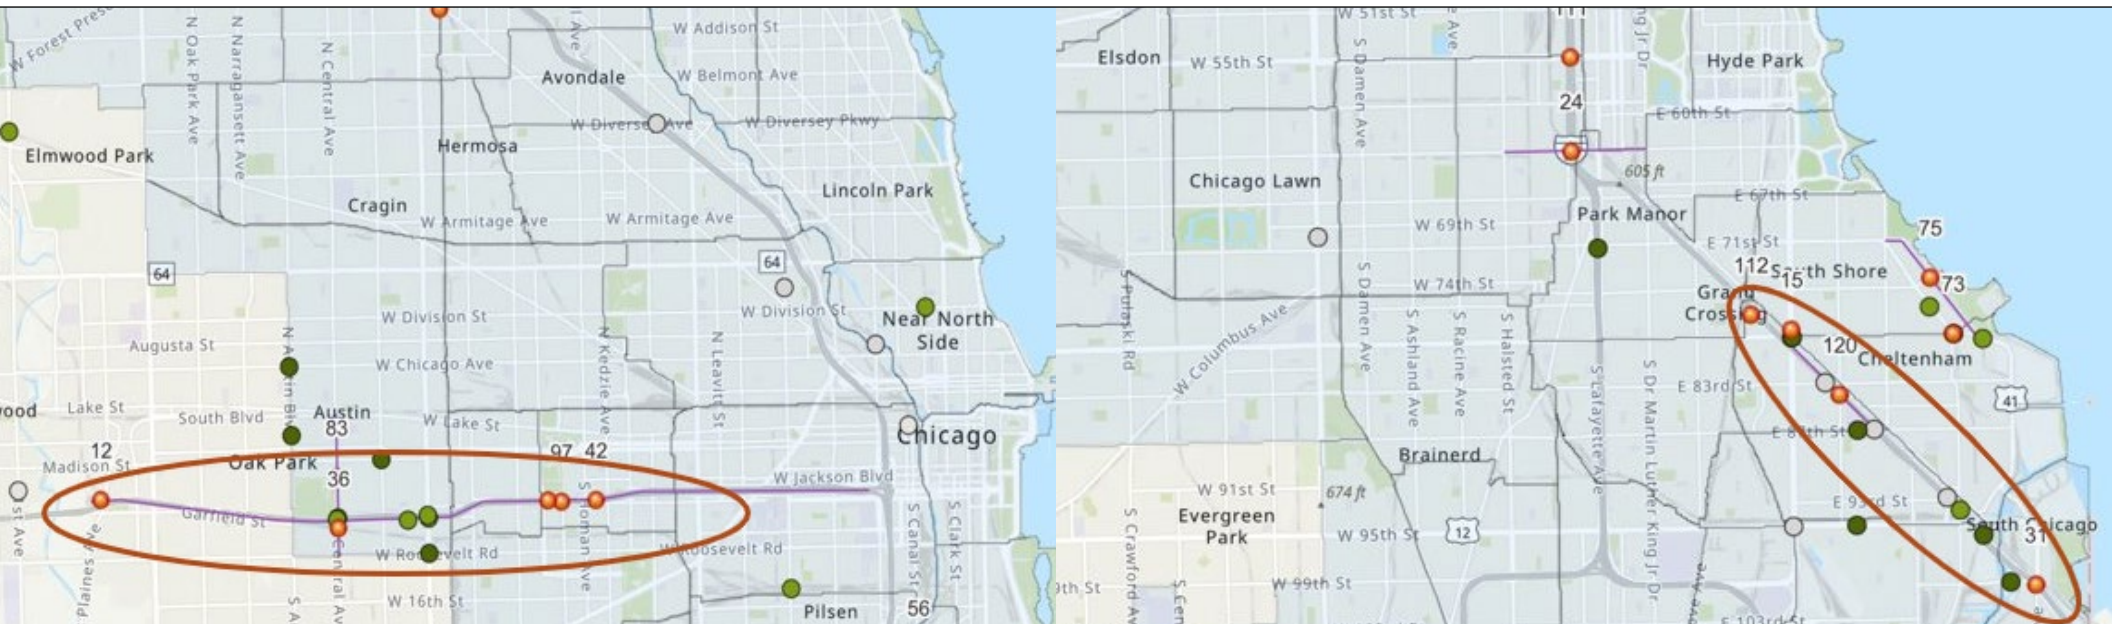 W Addison St
N Oak Park Ave
N Narragansett Ave
N Central Ave
Avondale
W Belmont Ave
W Diversey Pkwy
Elmwood Park
Hermosa
Lincoln Park
Cragin
W Armitage Ave
W Armitage Ave
64
64
W Division St
W Division St
Near North
Side
Augusta St
W Chicago Ave
N Kedzie Ave
N Leavitt St
Lake St
South Blvd
Austin
83
W Lake St
Chicago
12
Madison St
Oak Park
36
97
42
W Jackson Blvd
Garfield St
W Roosevelt Rd
W Roosevelt Rd
S Canal St
S Clark St
Plainfield Ave
W 16th St
Pilsen
56
W 51st St
Elsdon
W 55th St
S Damen Ave
Hyde Park
24
E 60th St
605 ft
Chicago Lawn
E 67th St
Park Manor
W 69th St
E 71st St
75
112
15
South Shore
73
S Pulaski Rd
S Damen Ave
W 74th St
Grand
Crossing
W Columbus Ave
S Ashland Ave
S Racine Ave
S Halsted St
120
Cheltenham
E 83rd St
41
S Lafayette Ave
S Dr Martin Luther King Jr Dr
E 87th St
Brainerd
W 91st St
674 ft
E 93rd St
Evergreen
Park
W 95th St
12
South Chicago
31
S Crawford Av
W 99th St
E 103rd St